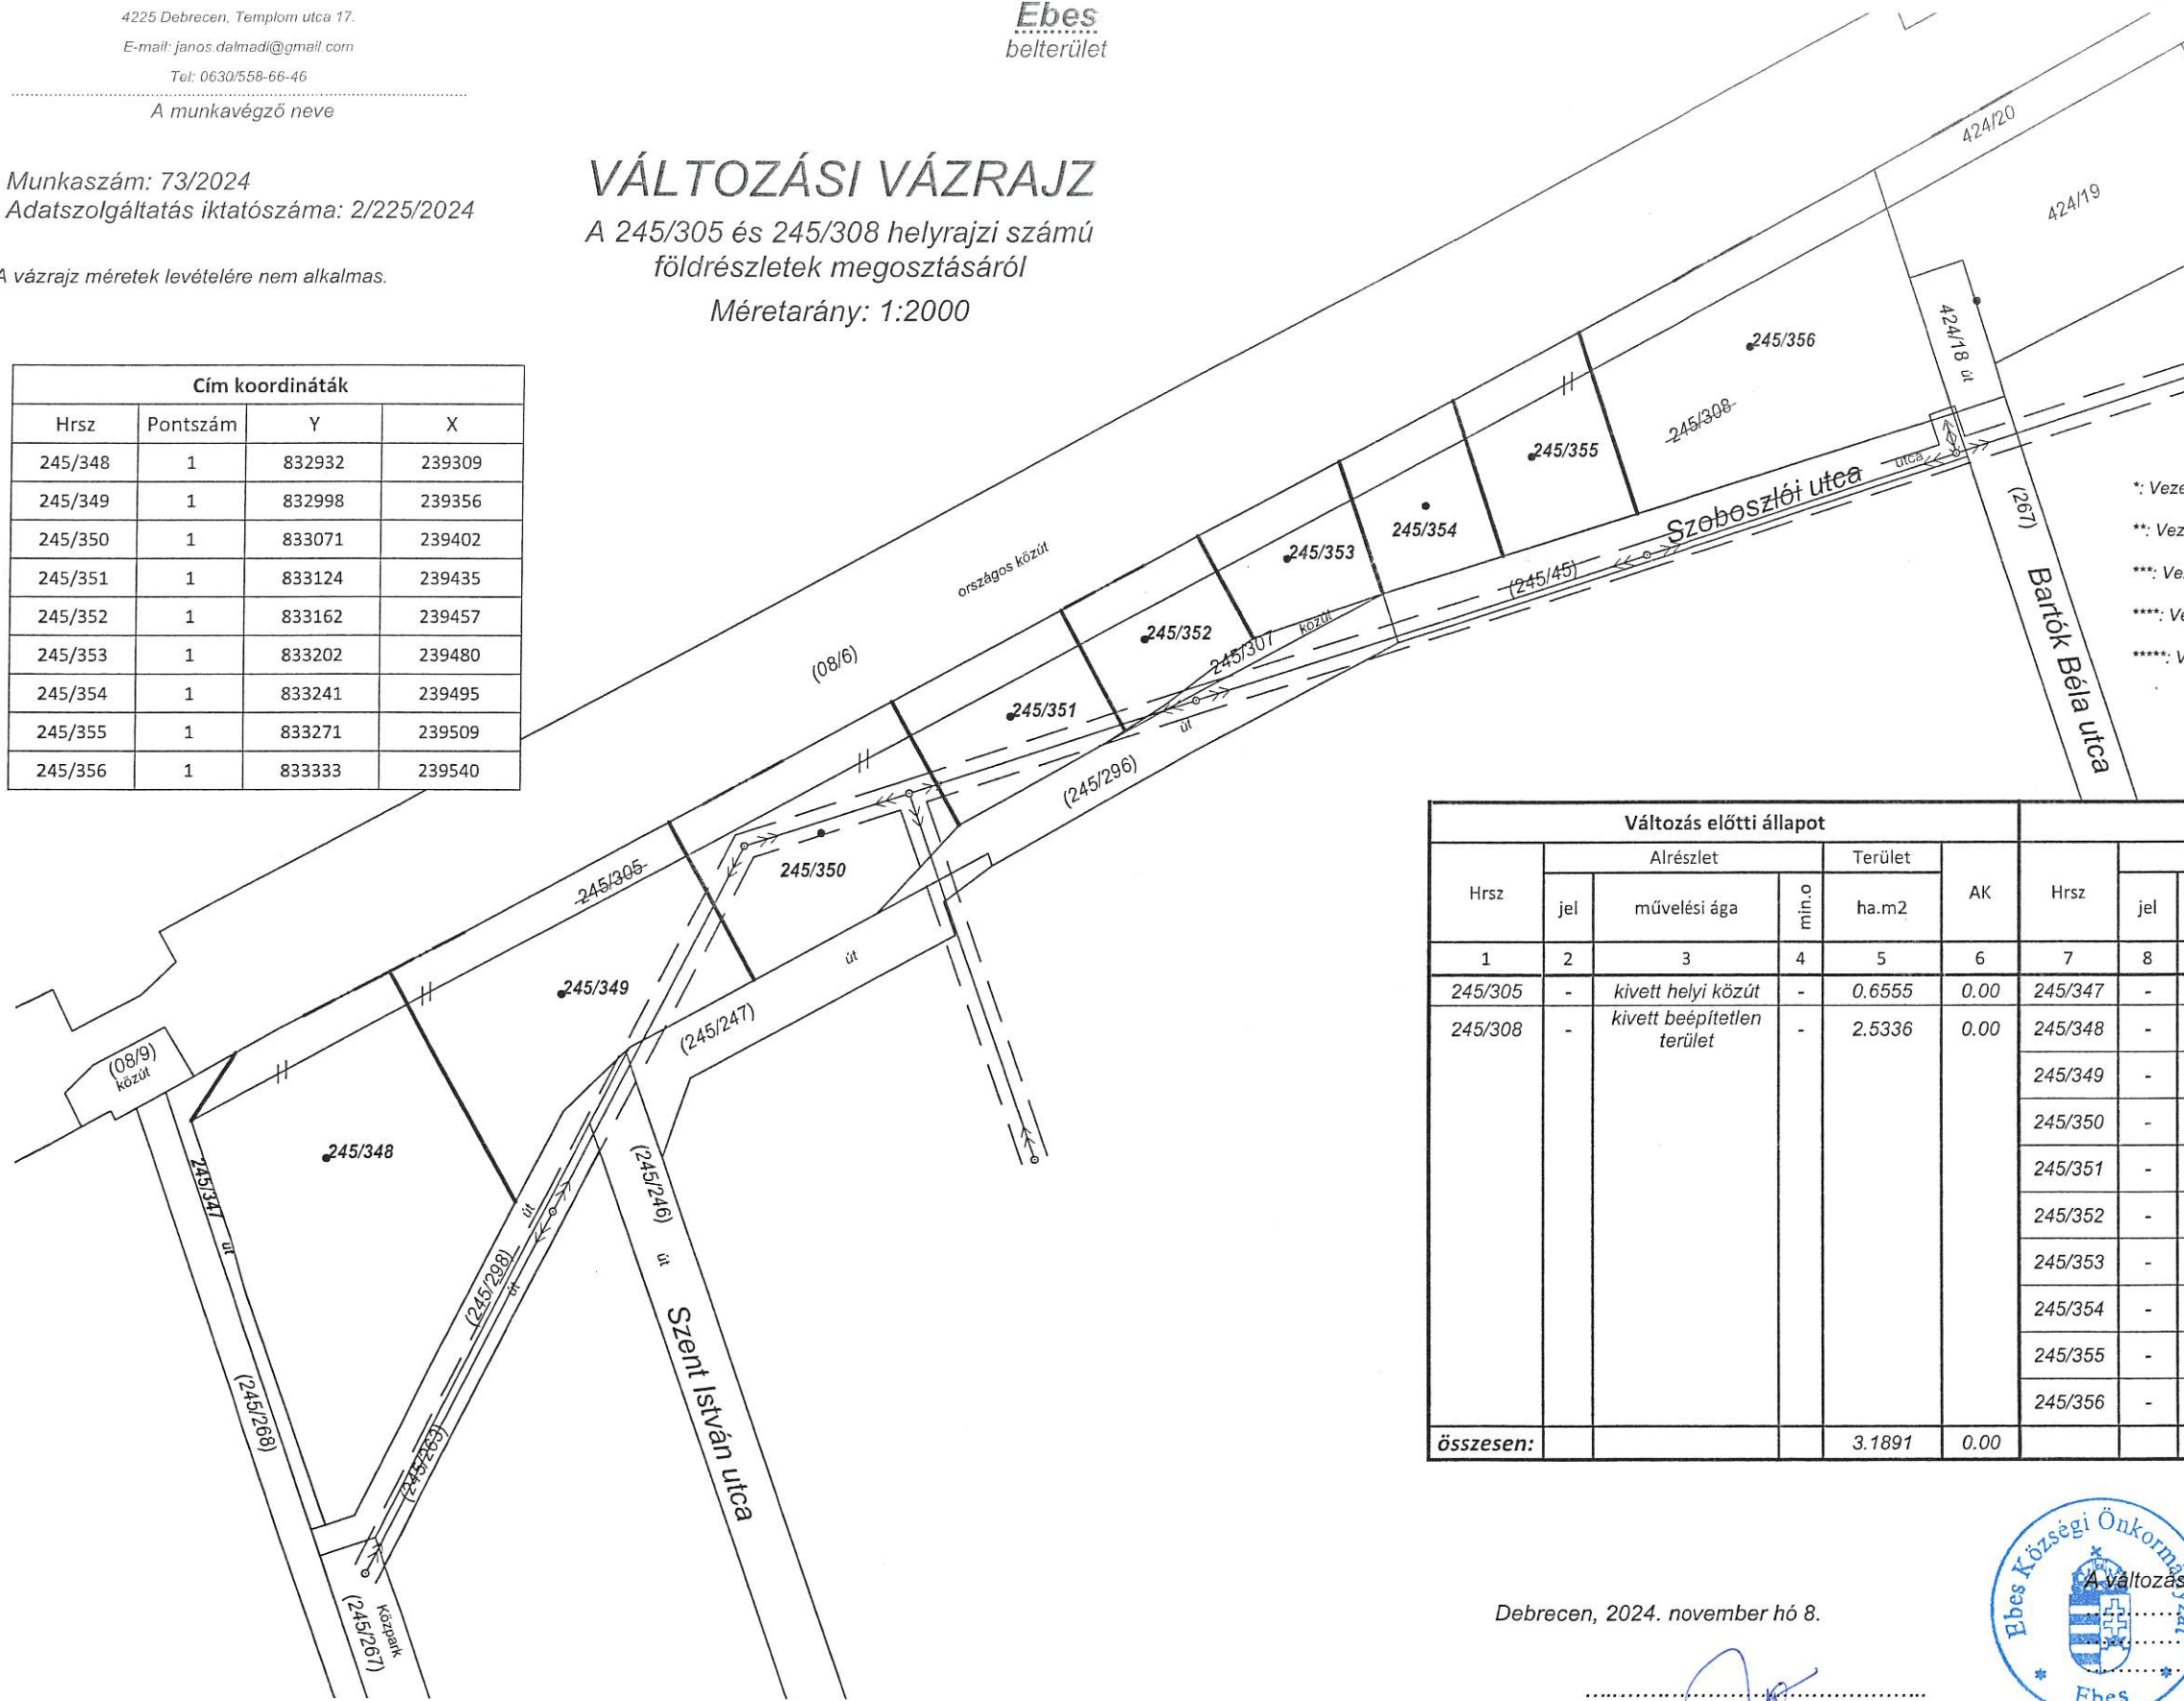 4225 Debrecen, Templom utca 17.
E-mail: janos.dalmadi@gmail.com
Tel: 0630/558-66-46
A munkavégző neve
Ebes
belterület
Munkaszám: 73/2024
Adatszolgáltatás iktatószáma: 2/225/2024
A vázrajz méretek levételére nem alkalmas.
VÁLTOZÁSI VÁZRAJZ
A 245/305 és 245/308 helyrajzi számú
földrészletek megosztásáról
Méretarány: 1:2000
Cím koordináták
Hrsz Pontszám Y X
245/348 1 832932 239309
245/349 1 832998 239356
245/350 1 833071 239402
245/351 1 833124 239435
245/352 1 833162 239457
245/353 1 833202 239480
245/354 1 833241 239495
245/355 1 833271 239509
245/356 1 833333 239540
424/20
424/19
424/18 út
245/356
245/308
245/355
245/354
245/353
245/352
245/351
245/350
245/349
245/348
országos közút
(08/6)
Szoboszlói utca
utca
(245/45)
245/307
közút
út
(245/296)
(267)
Bartók Béla utca
245/305
út
(245/247)
(08/9)
közút
245/347
út
(245/268)
(245/298)
út
út
(245/263)
(245/246)
út
Szent István utca
Közpark
(245/267)
*: Veze
**: Vez
***: Ve
****: Ve
*****: V
Változás előtti állapot
Alrészlet Terület
Hrsz jel művelési ága min.o ha.m2 AK Hrsz jel
1 2 3 4 5 6 7 8
245/305 - kivett helyi közút - 0.6555 0.00 245/347 -
245/308 - kivett beépítetlen terület - 2.5336 0.00 245/348 -
245/349 -
245/350 -
245/351 -
245/352 -
245/353 -
245/354 -
245/355 -
245/356 -
összesen: 3.1891 0.00
Debrecen, 2024. november hó 8.
Ebes Községi Önkormányzat
A változás
Ebes